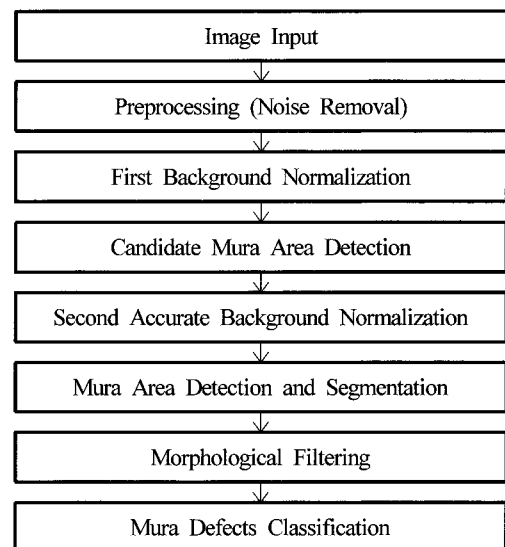 Image Input
Preprocessing (Noise Removal)
First Background Normalization
Candidate Mura Area Detection
Second Accurate Background Normalization
Mura Area Detection and Segmentation
Morphological Filtering
Mura Defects Classification